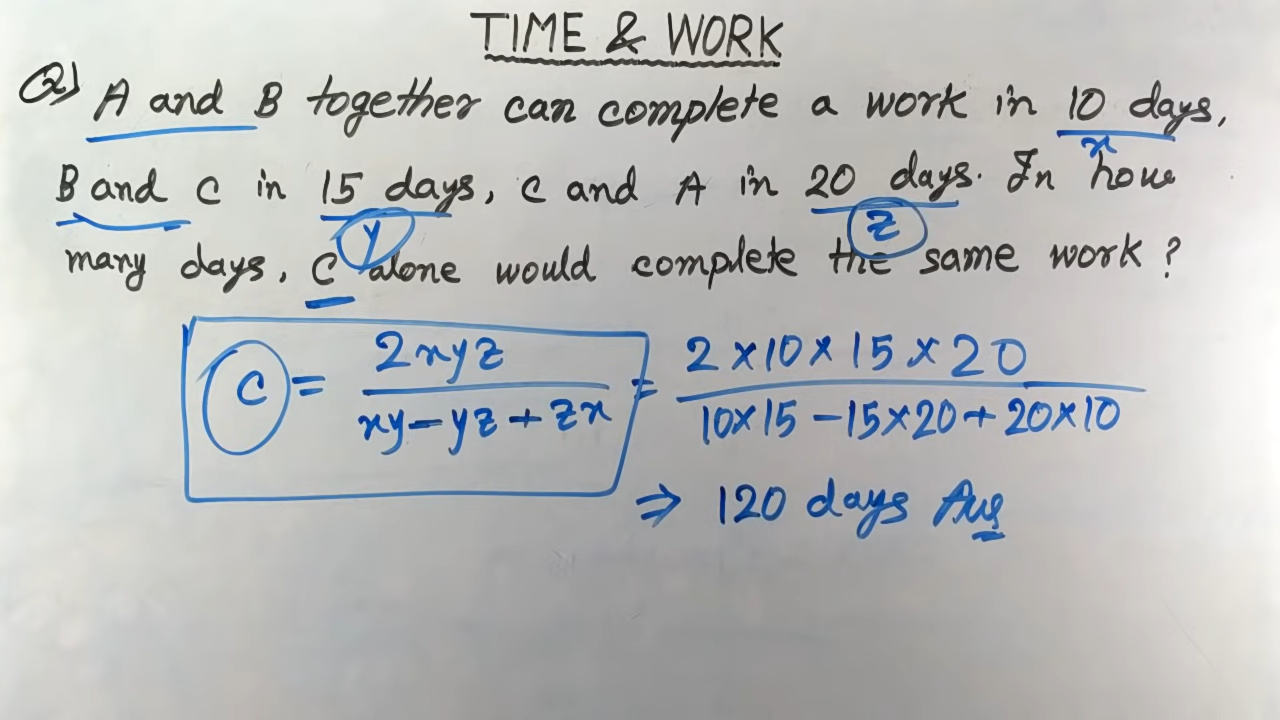 TIME & WORK
Q) A and B together can complete a work in 10 days,
x
B and C in 15 days, C and A in 20 days. In how
y z
many days, C alone would complete the same work?
C = 2xyz / xy-yz+zx = 2×10×15×20 / 10×15-15×20+20×10
⇒ 120 days Ans